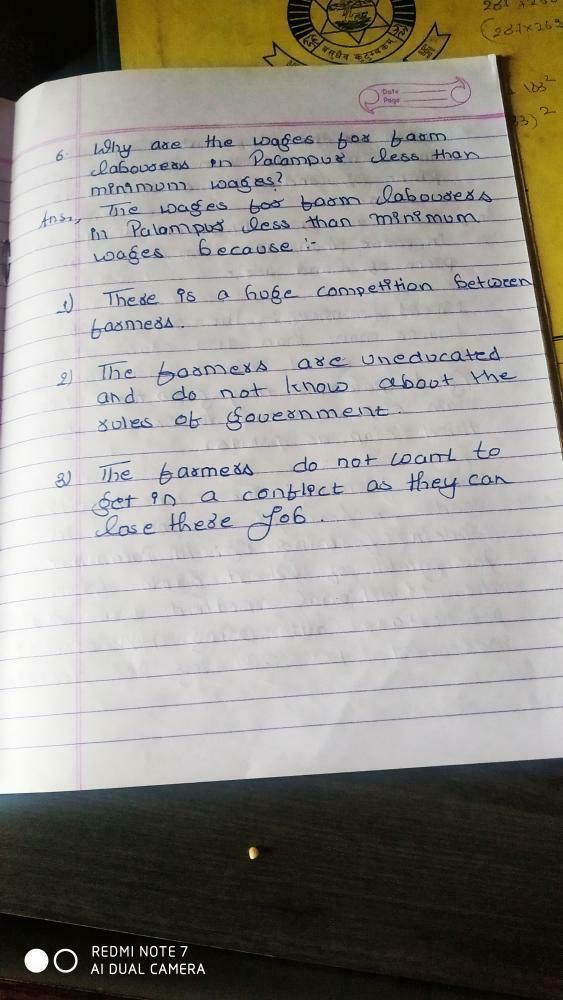 वसुधैव कुटुम्बकम्
Date
Page
6. Why are the wages for farm
labourers in Palampur less than
minimum wages?
Ans., The wages for farm labourers
in Palampur less than minimum
wages because :-
1) There is a huge competition between
farmers.
2) The farmers are uneducated
and do not know about the
rules of government.
3) The farmers do not want to
get in a conflict as they can
lose there job.
REDMI NOTE 7
AI DUAL CAMERA